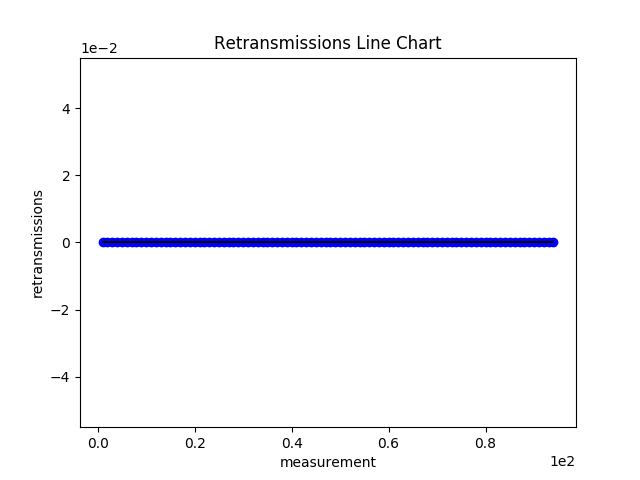 Retransmissions Line Chart
1e−2
4
2
0
−2
−4
retransmissions
0.0 0.2 0.4 0.6 0.8
measurement
1e2